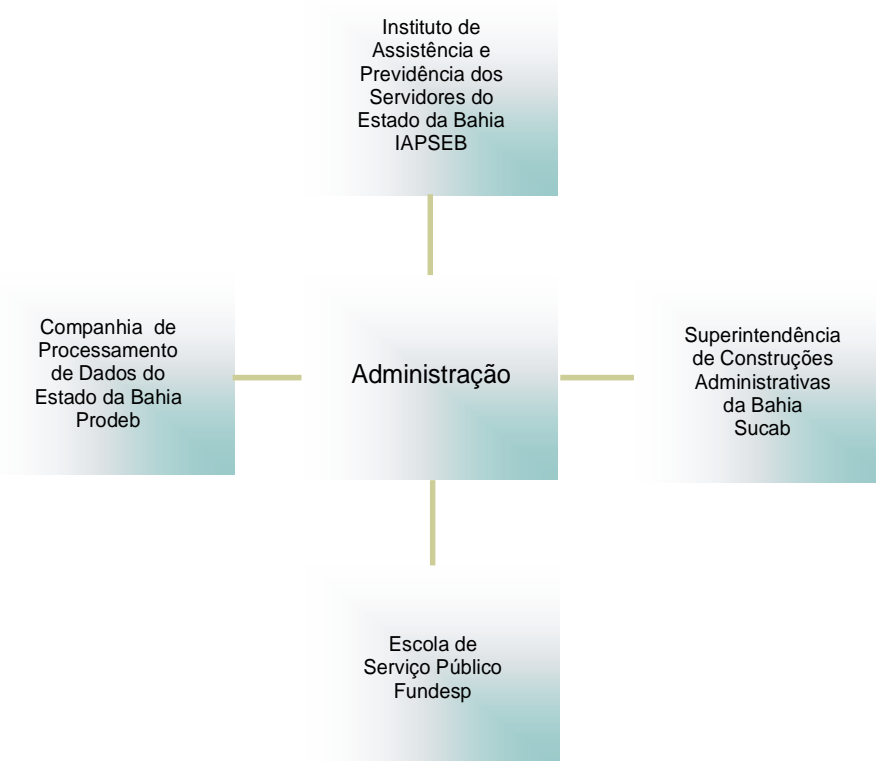 Instituto de
Assistência e
Previdência dos
Servidores do
Estado da Bahia
IAPSEB
Companhia de
Processamento
de Dados do
Estado da Bahia
Prodeb
Administração
Superintendência
de Construções
Administrativas
da Bahia
Sucab
Escola de
Serviço Público
Fundesp